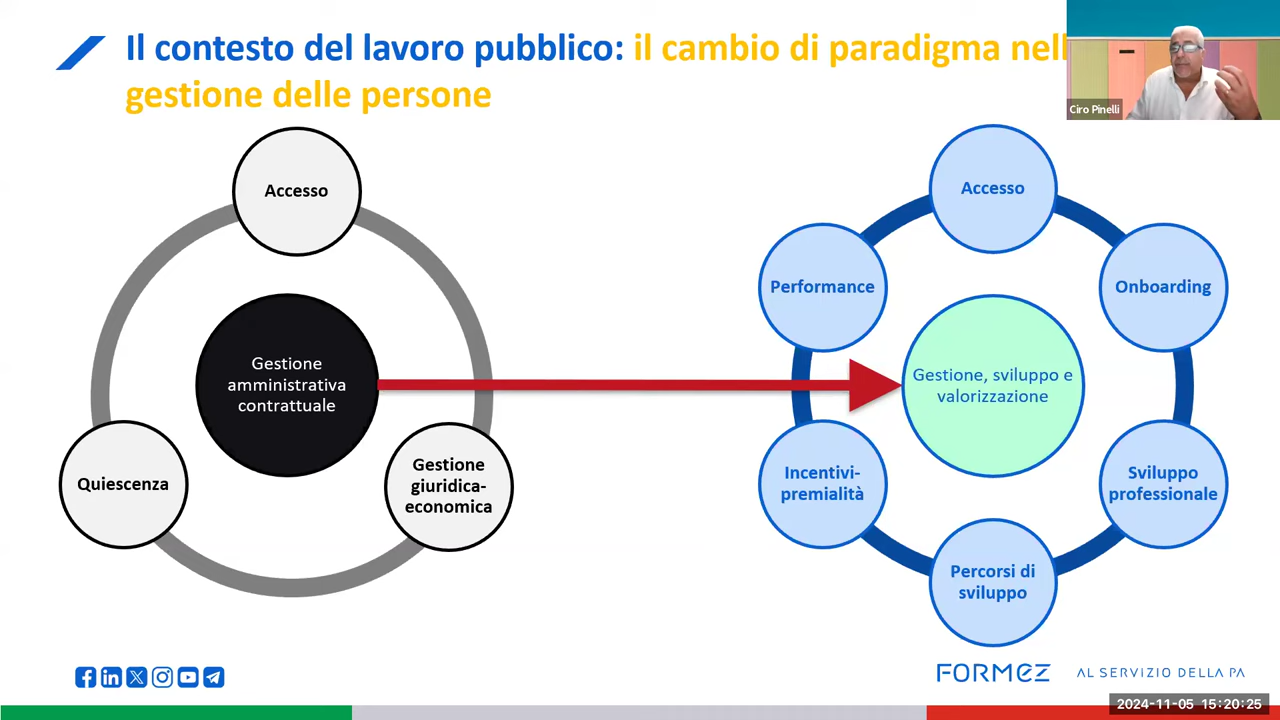 Il contesto del lavoro pubblico: il cambio di paradigma nell
gestione delle persone
Ciro Pinelli
Accesso
Gestione
amministrativa
contrattuale
Quiescenza
Gestione
giuridica-
economica
Accesso
Performance
Onboarding
Gestione, sviluppo e
valorizzazione
Incentivi-
premialità
Sviluppo
professionale
Percorsi di
sviluppo
FORMEZ AL SERVIZIO DELLA PA
2024-11-05 15:20:25